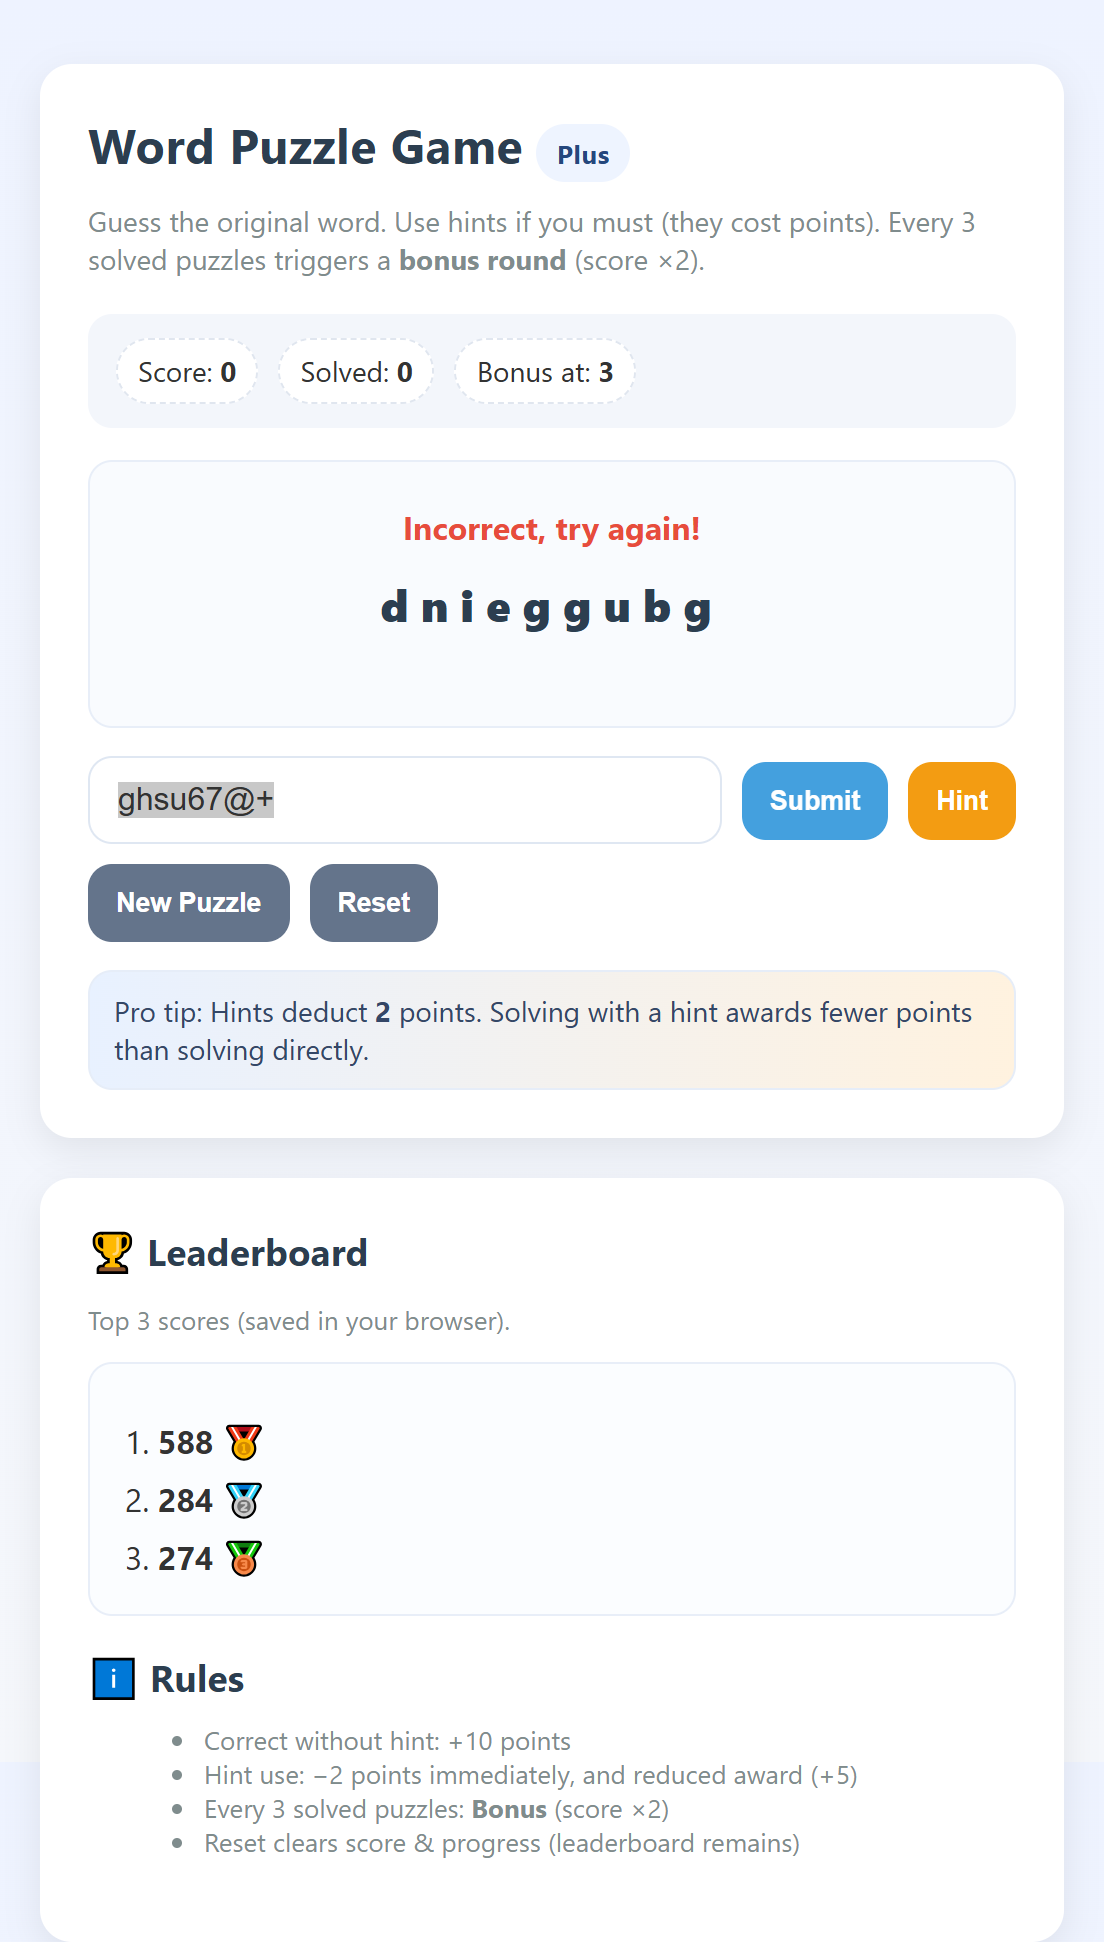 Word Puzzle Game Plus
Guess the original word. Use hints if you must (they cost points). Every 3
solved puzzles triggers a bonus round (score ×2).
Score: 0 Solved: 0 Bonus at: 3
Incorrect, try again!
d n i e g g u b g
ghsu67@+ Submit Hint
New Puzzle Reset
Pro tip: Hints deduct 2 points. Solving with a hint awards fewer points
than solving directly.
🏆 Leaderboard
Top 3 scores (saved in your browser).
1. 588 🥇
2. 284 🥈
3. 274 🥉
ℹ️ Rules
• Correct without hint: +10 points
• Hint use: −2 points immediately, and reduced award (+5)
• Every 3 solved puzzles: Bonus (score ×2)
• Reset clears score & progress (leaderboard remains)